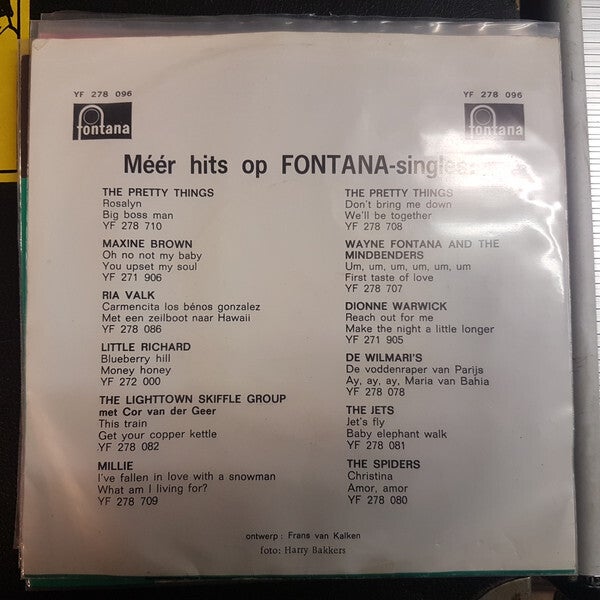 YF 278 096
YF 278 096
fontana
fontana
Méér hits op FONTANA-singles:
THE PRETTY THINGS
Rosalyn
Big boss man
YF 278 710
MAXINE BROWN
Oh no not my baby
You upset my soul
YF 271 906
RIA VALK
Carmencita los bénos gonzalez
Met een zeilboot naar Hawaii
YF 278 086
LITTLE RICHARD
Blueberry hill
Money honey
YF 272 000
THE LIGHTTOWN SKIFFLE GROUP
met Cor van der Geer
This train
Get your copper kettle
YF 278 082
MILLIE
I've fallen in love with a snowman
What am I living for?
YF 278 709
THE PRETTY THINGS
Don't bring me down
We'll be together
YF 278 708
WAYNE FONTANA AND THE
MINDBENDERS
Um, um, um, um, um, um
First taste of love
YF 278 707
DIONNE WARWICK
Reach out for me
Make the night a little longer
YF 271 905
DE WILMARI'S
De voddenraper van Parijs
Ay, ay, ay, Maria van Bahia
YF 278 078
THE JETS
Jet's fly
Baby elephant walk
YF 278 081
THE SPIDERS
Christina
Amor, amor
YF 278 080
ontwerp : Frans van Kalken
foto: Harry Bakkers